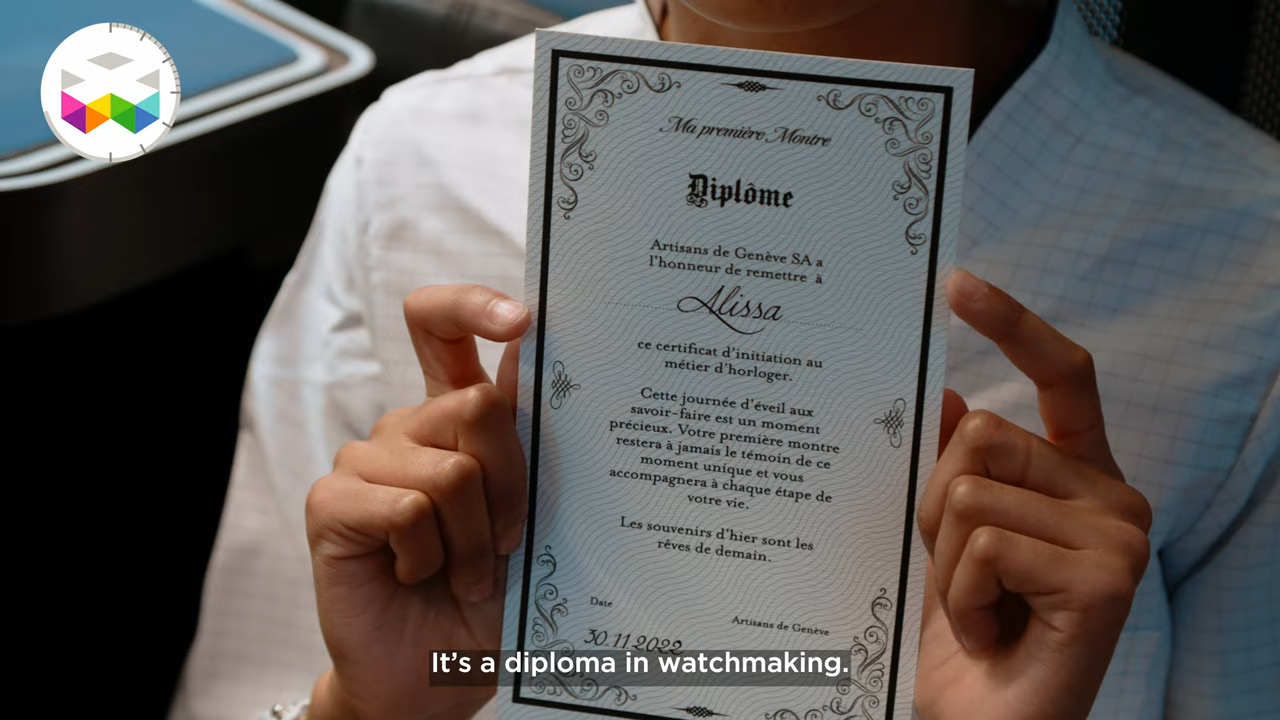 Ma première Montre
Diplôme
Artisans de Genève SA a
l'honneur de remettre à
Alissa
ce certificat d'initiation au
métier d'horloger.
Cette journée d'éveil aux
savoir-faire est un moment
précieux. Votre première montre
restera à jamais le témoin de ce
moment unique et vous
accompagnera à chaque étape de
votre vie.
Les souvenirs d'hier sont les
rêves de demain.
Date
Artisans de Genève
30.11.2022
It's a diploma in watchmaking.